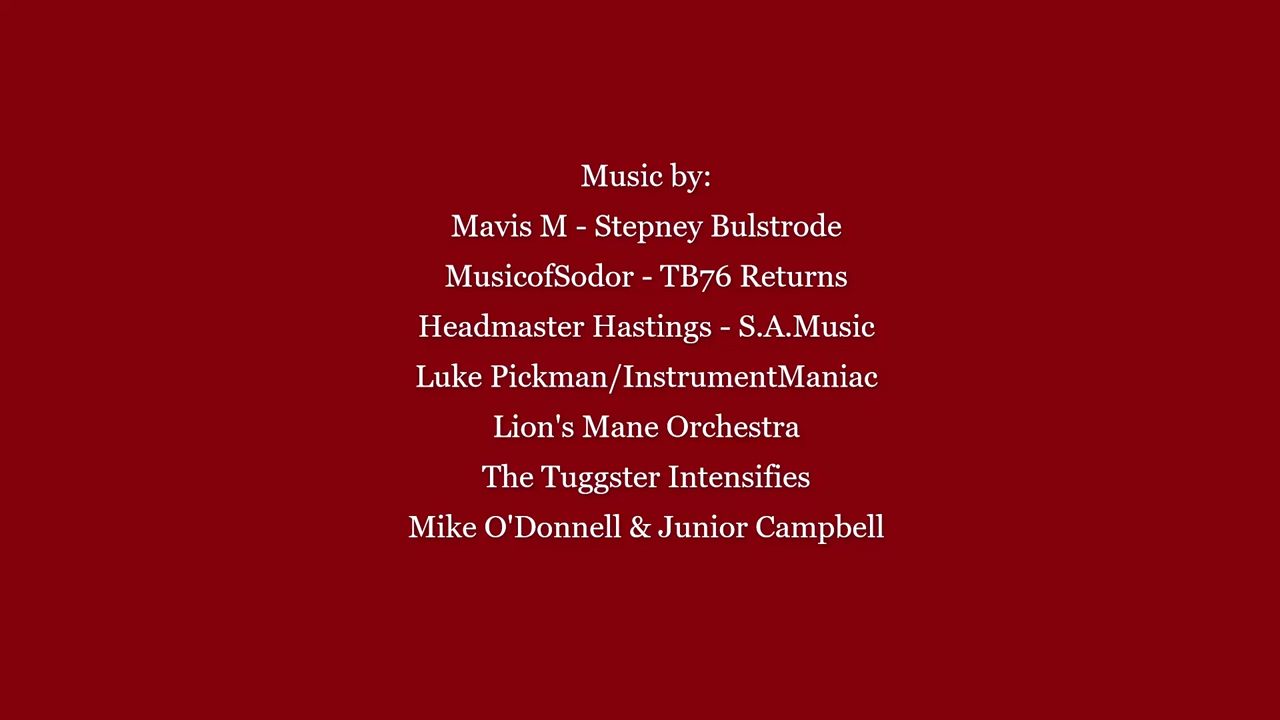 Music by:
Mavis M - Stepney Bulstrode
MusicofSodor - TB76 Returns
Headmaster Hastings - S.A.Music
Luke Pickman/InstrumentManiac
Lion's Mane Orchestra
The Tuggster Intensifies
Mike O'Donnell & Junior Campbell